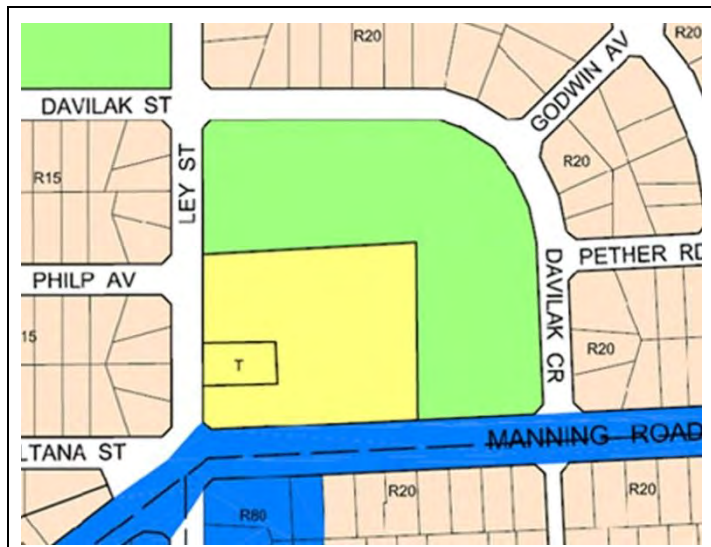 R20
R20
DAVILAK ST
GODWIN AV
R15
LEY ST
R20
PHILP AV
PETHER RD
DAVILAK CR
15
T
R20
LTANA ST
MANNING ROAD
R80
R20
R20